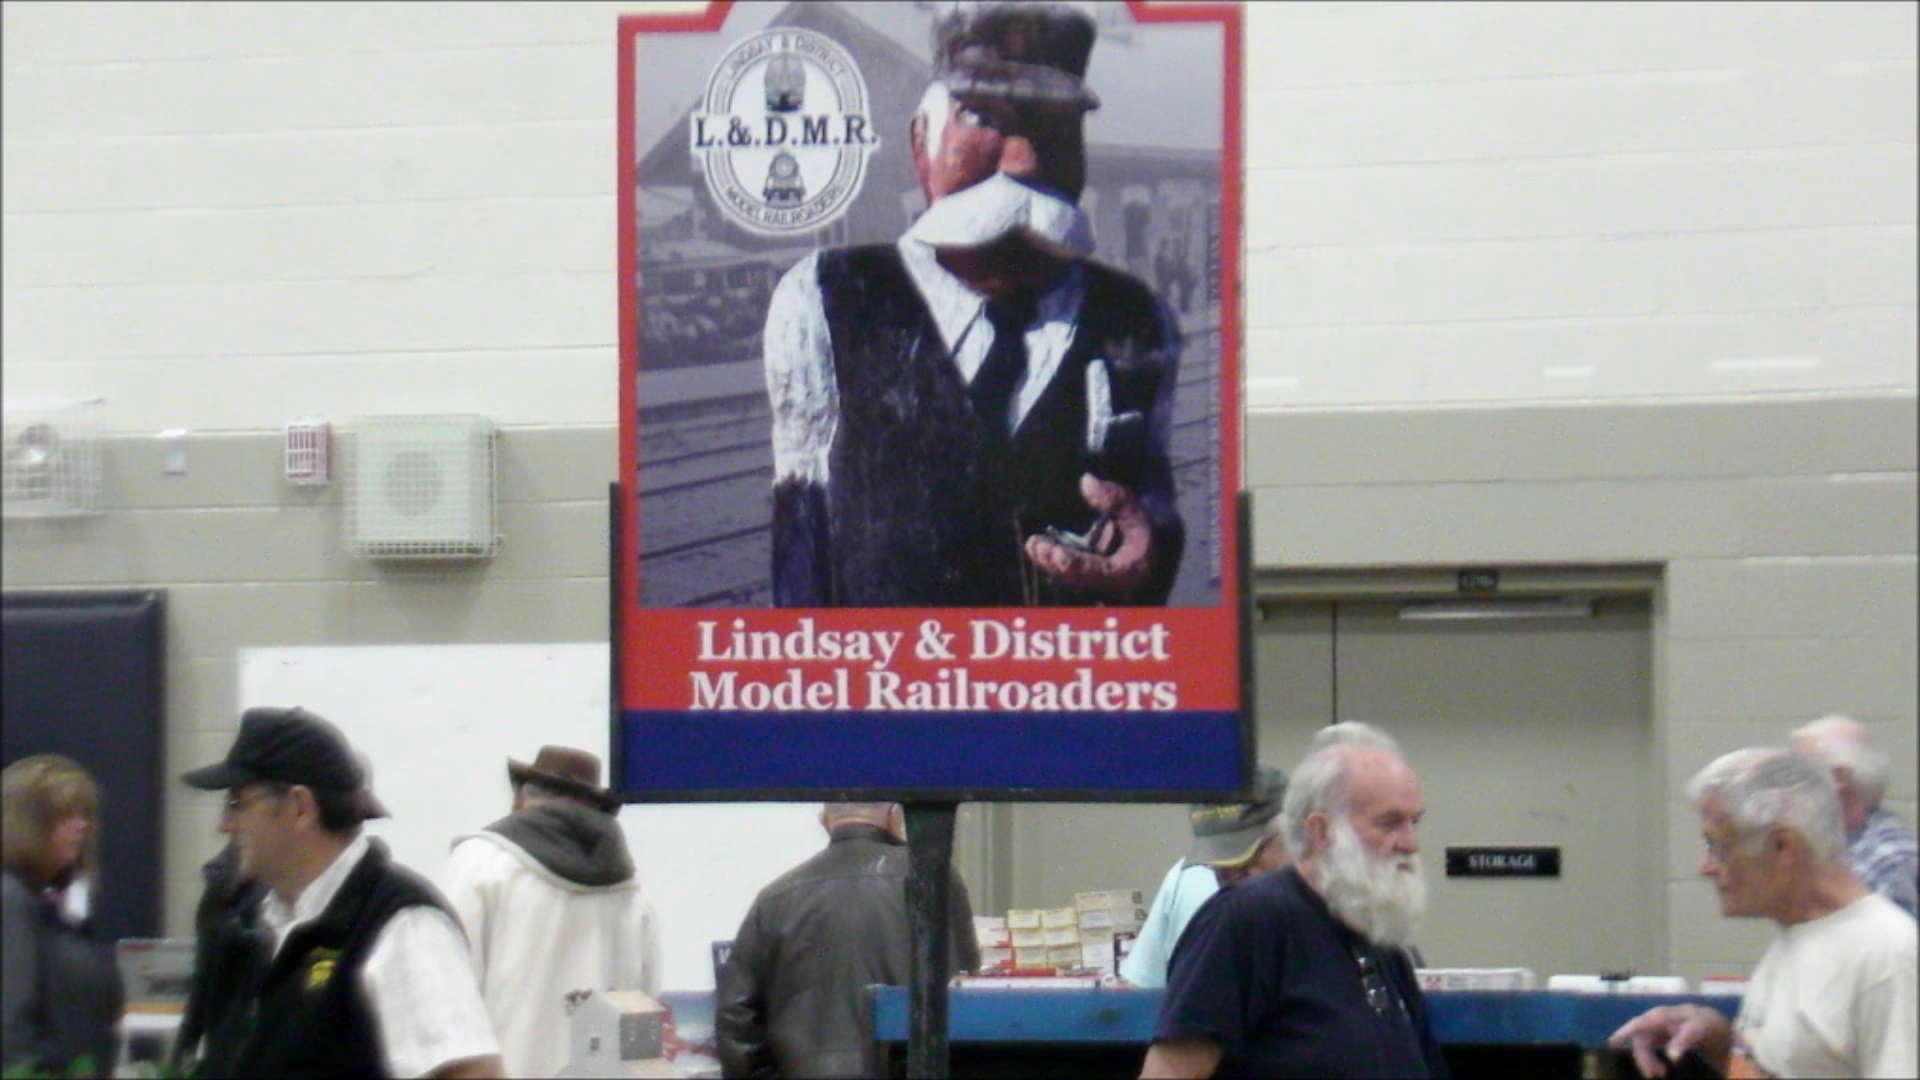 LINDSAY & DISTRICT
L.&.D.M.R.
MODEL RAILROADERS
Lindsay & District
Model Railroaders
STORAGE